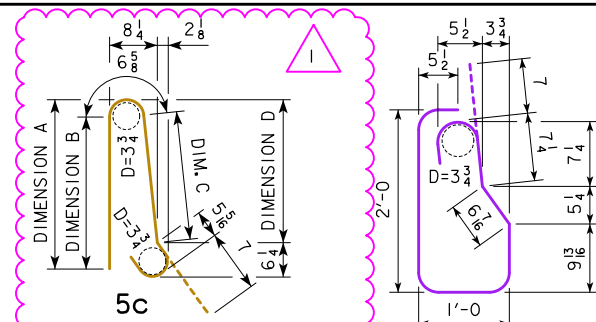 8 1/4
2 1/8
6 5/8
1
DIMENSION A
DIMENSION B
D=3 3/4
DIM. C
DIMENSION D
D=3 3/4
5 5/16
7
6 1/4
5c
5 1/2
3 3/4
5 1/2
7
7 1/4
7 1/4
D=3 3/4
2'-0
6 7/16
5 1/4
9 13/16
1'-0